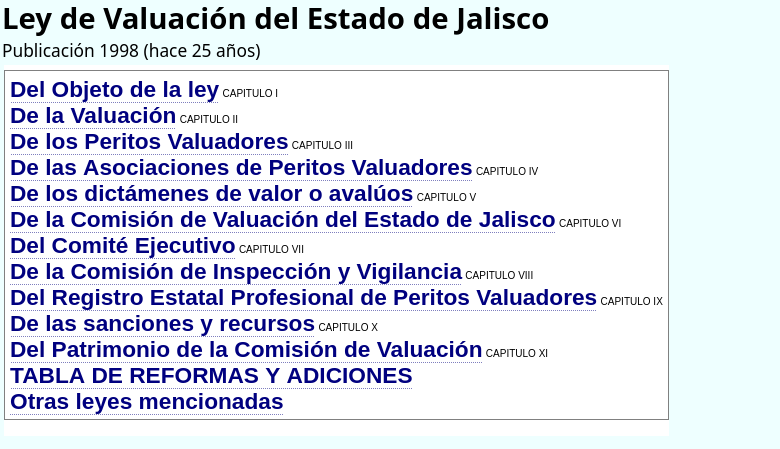 Ley de Valuación del Estado de Jalisco
Publicación 1998 (hace 25 años)
Del Objeto de la ley CAPITULO I
De la Valuación CAPITULO II
De los Peritos Valuadores CAPITULO III
De las Asociaciones de Peritos Valuadores CAPITULO IV
De los dictámenes de valor o avalúos CAPITULO V
De la Comisión de Valuación del Estado de Jalisco CAPITULO VI
Del Comité Ejecutivo CAPITULO VII
De la Comisión de Inspección y Vigilancia CAPITULO VIII
Del Registro Estatal Profesional de Peritos Valuadores CAPITULO IX
De las sanciones y recursos CAPITULO X
Del Patrimonio de la Comisión de Valuación CAPITULO XI
TABLA DE REFORMAS Y ADICIONES
Otras leyes mencionadas